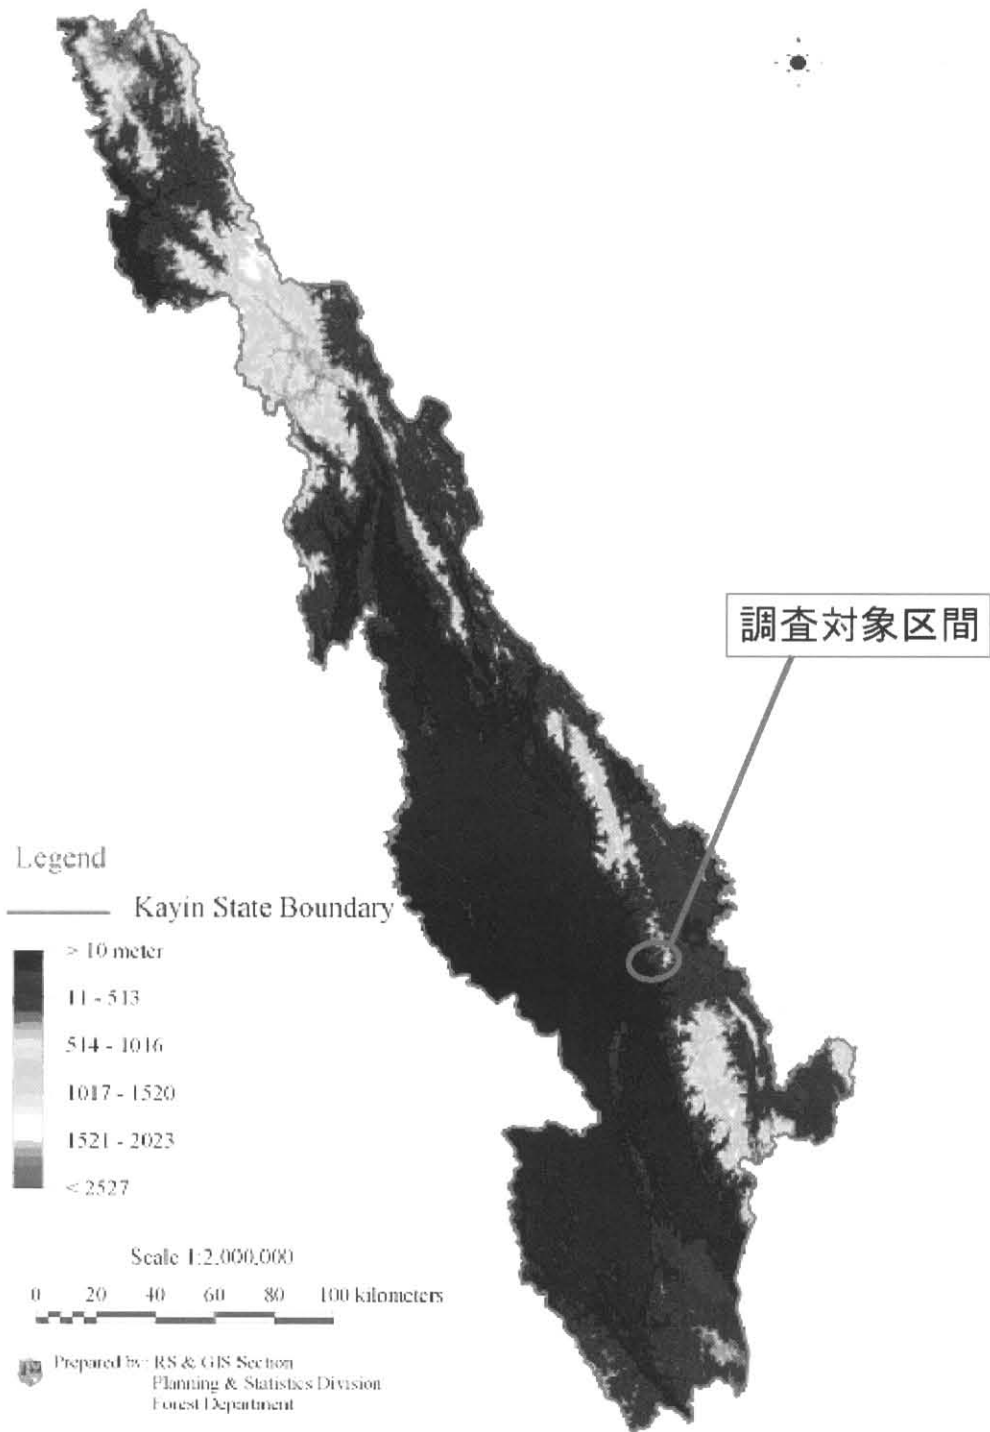 調査対象区間
Legend
Kayin State Boundary
> 10 meter
11 - 513
514 - 1016
1017 - 1520
1521 - 2023
< 2527
Scale 1:2,000,000
0 20 40 60 80 100 kilometers
Prepared by: RS & GIS Section
Planning & Statistics Division
Forest Department